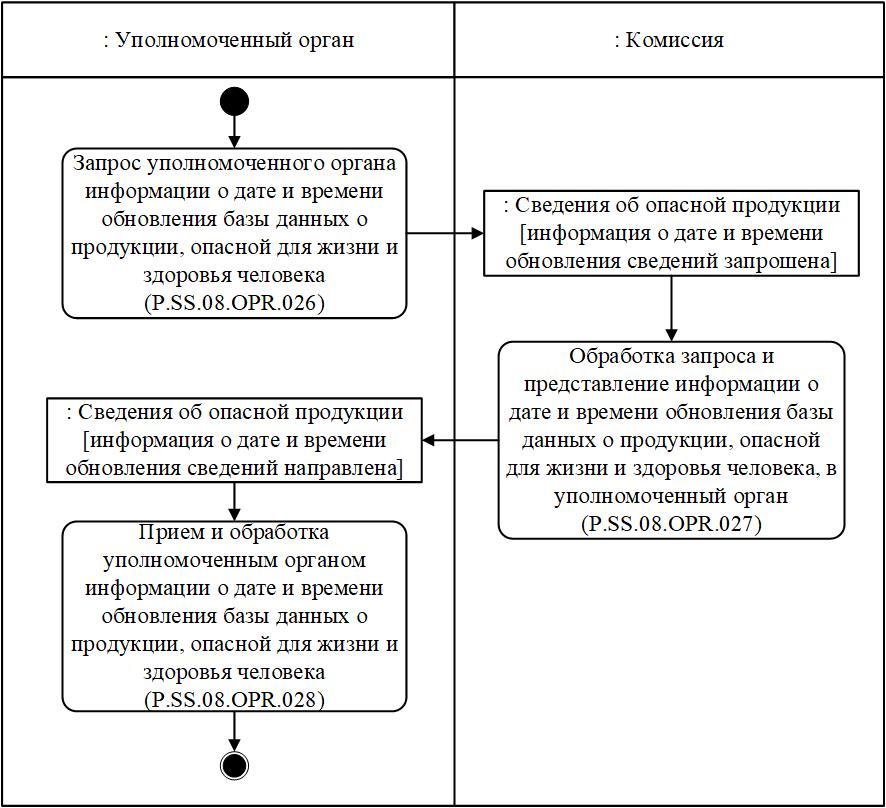 : Уполномоченный орган
: Комиссия
Запрос уполномоченного органа
информации о дате и времени
обновления базы данных о
продукции, опасной для жизни и
здоровья человека
(P.SS.08.OPR.026)
: Сведения об опасной продукции
[информация о дате и времени
обновления сведений запрошена]
Обработка запроса и
представление информации о
дате и времени обновления базы
данных о продукции, опасной
для жизни и здоровья человека, в
уполномоченный орган
(P.SS.08.OPR.027)
: Сведения об опасной продукции
[информация о дате и времени
обновления сведений направлена]
Прием и обработка
уполномоченным органом
информации о дате и времени
обновления базы данных о
продукции, опасной для жизни и
здоровья человека
(P.SS.08.OPR.028)